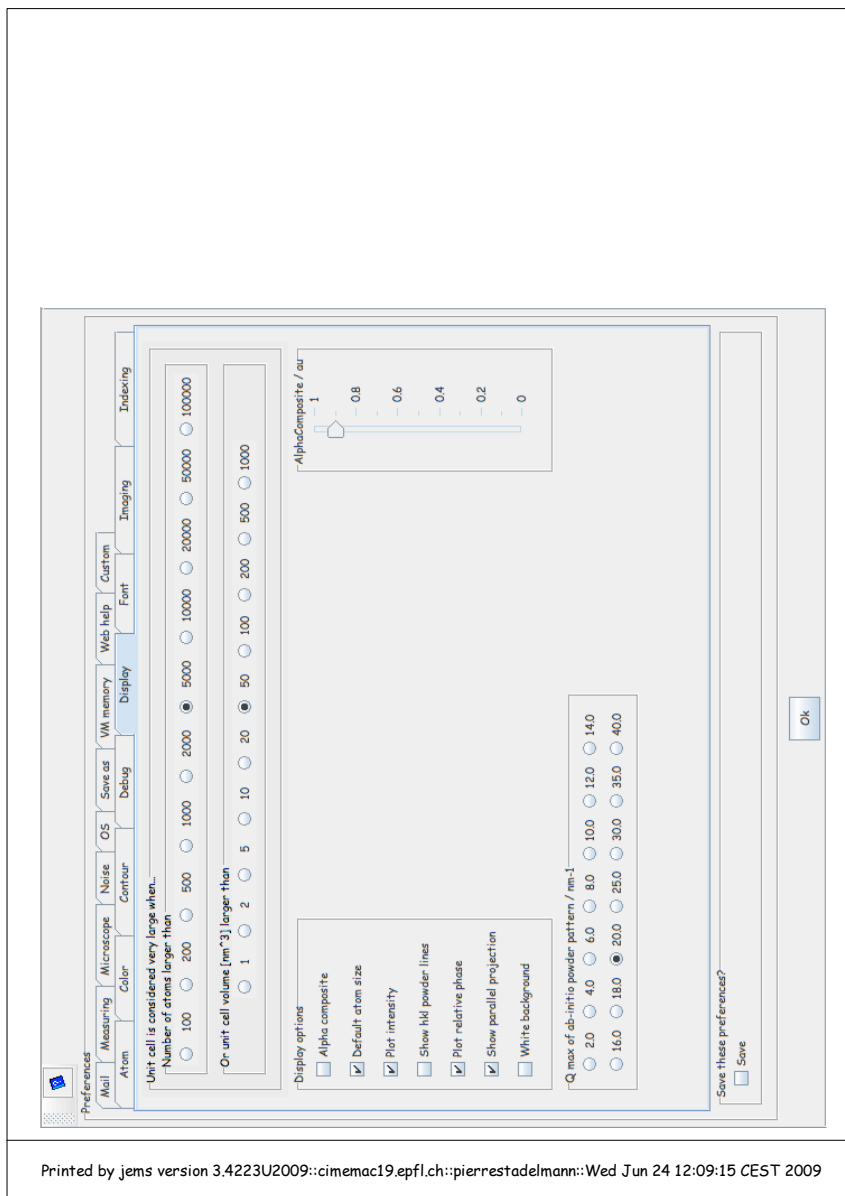 Preferences
Mail Measuring Microscope Noise OS Save as VM memory Web help Custom
Atom Color Contour Debug Display Font Imaging Indexing
Unit cell is considered very large when...
Number of atoms larger than
100 200 500 1000 2000 5000 10000 20000 50000 100000
Or unit cell volume [nm^3] larger than
1 2 5 10 20 50 100 200 500 1000
Display options
Alpha composite
Default atom size
Plot intensity
Show hkl powder lines
Plot relative phase
Show parallel projection
White background
AlphaComposite / au
1
0.8
0.6
0.4
0.2
0
Q max of ab-initio powder pattern / nm-1
2.0 4.0 6.0 8.0 10.0 12.0 14.0
16.0 18.0 20.0 25.0 30.0 35.0 40.0
Save these preferences?
Save
Ok
Printed by jems version 3.4223U2009::cimemac19.epfl.ch::pierrestadelmann::Wed Jun 24 12:09:15 CEST 2009